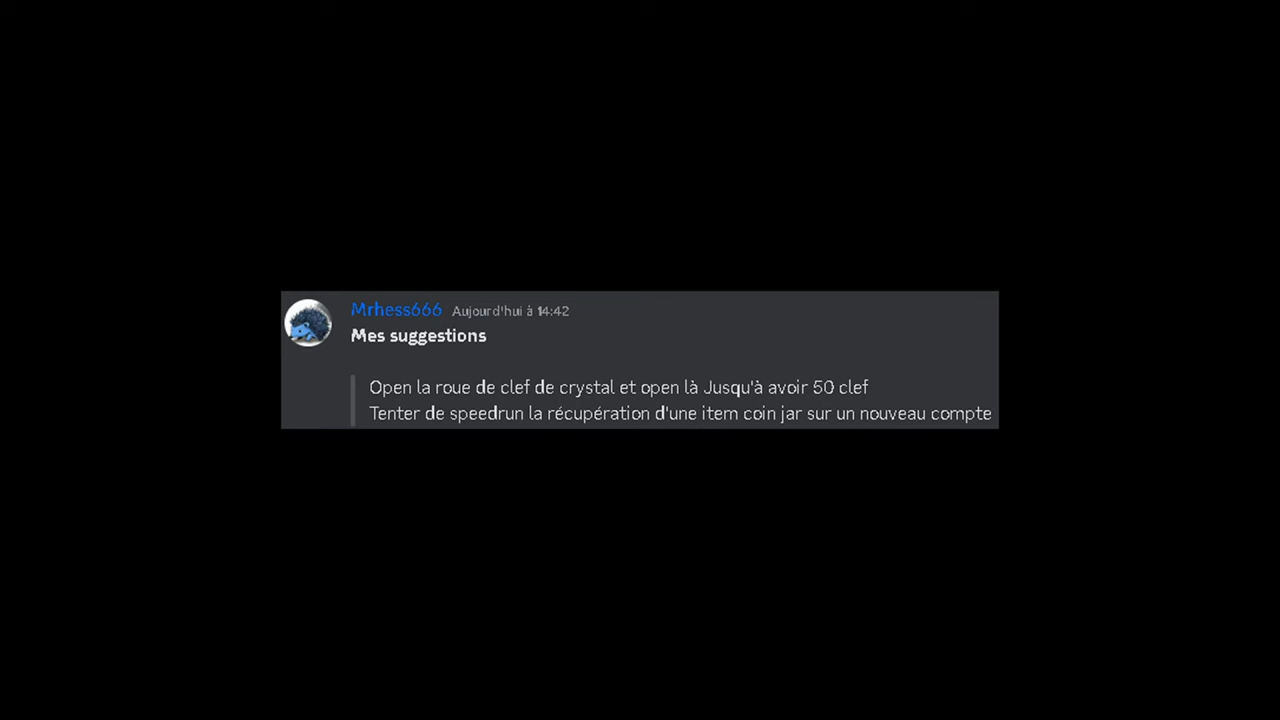 Mrhess666 Aujourd'hui à 14:42
Mes suggestions
Open la roue de clef de crystal et open là Jusqu'à avoir 50 clef
Tenter de speedrun la récupération d'une item coin jar sur un nouveau compte